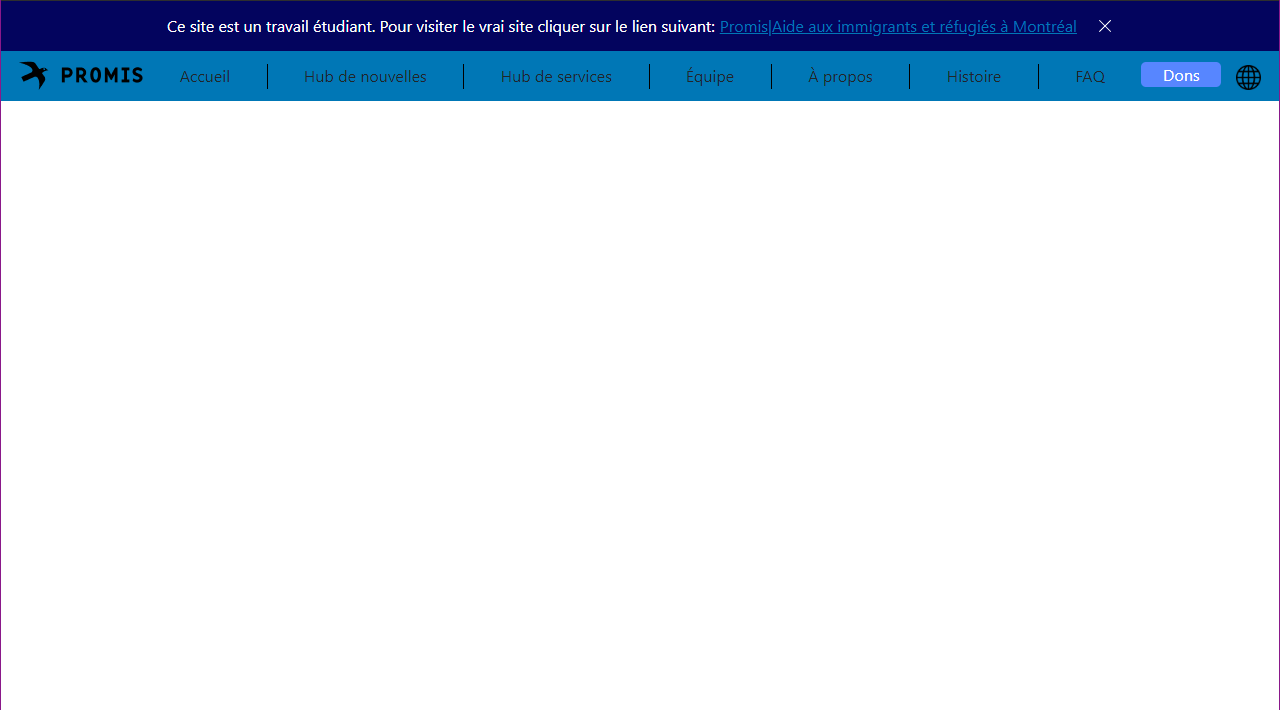 Ce site est un travail étudiant. Pour visiter le vrai site cliquer sur le lien suivant: Promis|Aide aux immigrants et réfugiés à Montréal
PROMIS Accueil Hub de nouvelles Hub de services Équipe À propos Histoire FAQ Dons